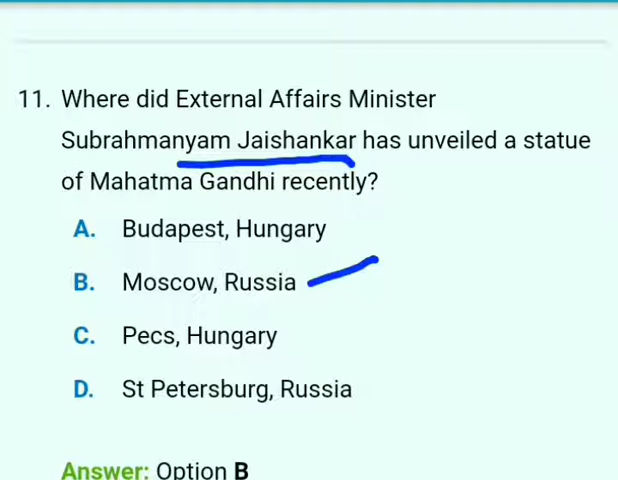 11. Where did External Affairs Minister
Subrahmanyam Jaishankar has unveiled a statue
of Mahatma Gandhi recently?
A. Budapest, Hungary
B. Moscow, Russia
C. Pecs, Hungary
D. St Petersburg, Russia
Answer: Option B